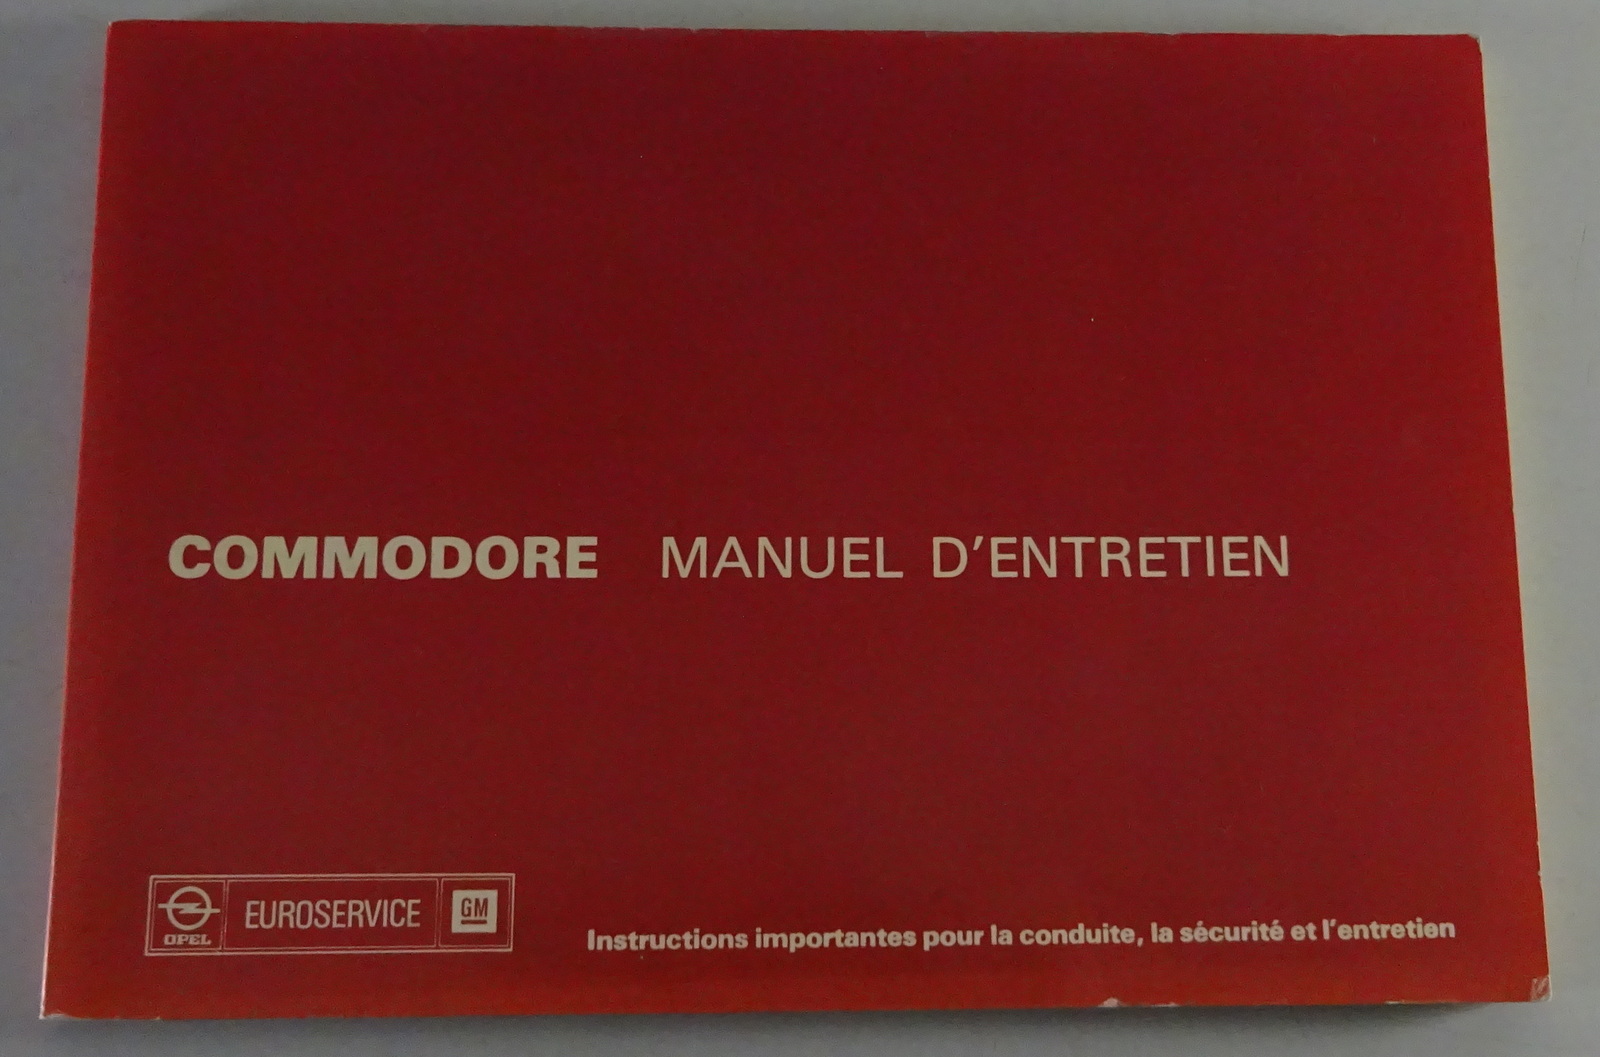 COMMODORE MANUEL D'ENTRETIEN
OPEL EUROSERVICE GM
Instructions importantes pour la conduite, la sécurité et l'entretien